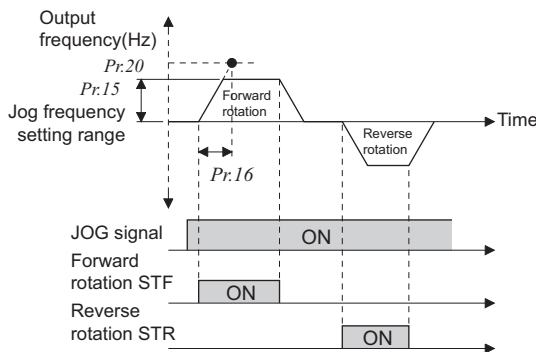 Output
frequency(Hz)
Pr.20
Pr.15
Jog frequency
setting range
Forward
rotation
Time
Reverse
rotation
Pr.16
JOG signal
ON
Forward
rotation STF
ON
Reverse
rotation STR
ON